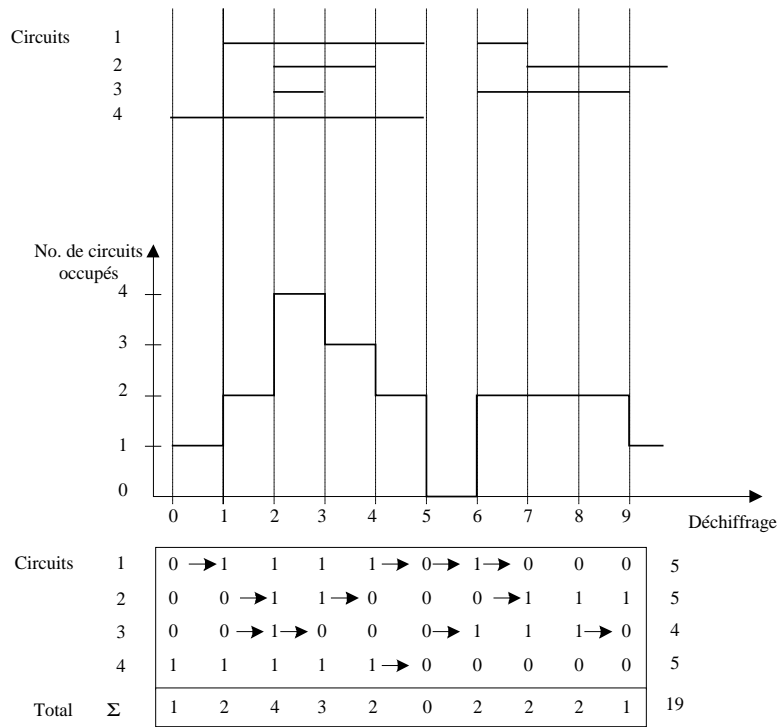 Circuits 1
2
3
4
No. de circuits
occupés
4
3
2
1
0
0 1 2 3 4 5 6 7 8 9
Déchiffrage
Circuits 1 0 → 1 1 1 1 → 0 → 1 → 0 0 0 5
2 0 0 → 1 1 → 0 0 0 → 1 1 1 5
3 0 0 → 1 → 0 0 0 → 1 1 1 → 0 4
4 1 1 1 1 1 → 0 0 0 0 0 5
Total Σ 1 2 4 3 2 0 2 2 2 1 19